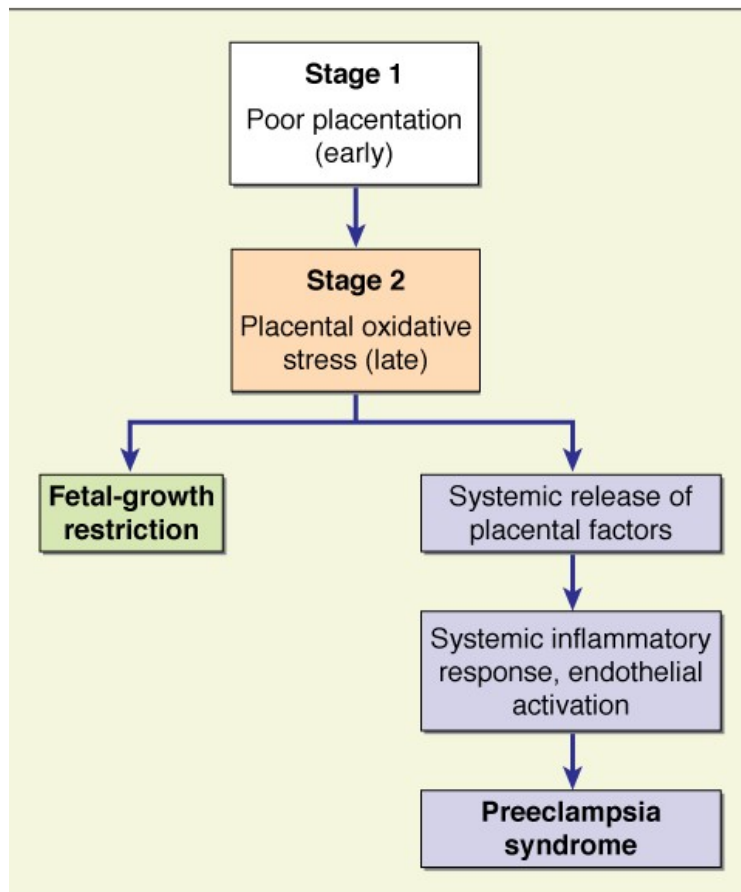 Stage 1
Poor placentation
(early)
Stage 2
Placental oxidative
stress (late)
Fetal-growth
restriction
Systemic release of
placental factors
Systemic inflammatory
response, endothelial
activation
Preeclampsia
syndrome